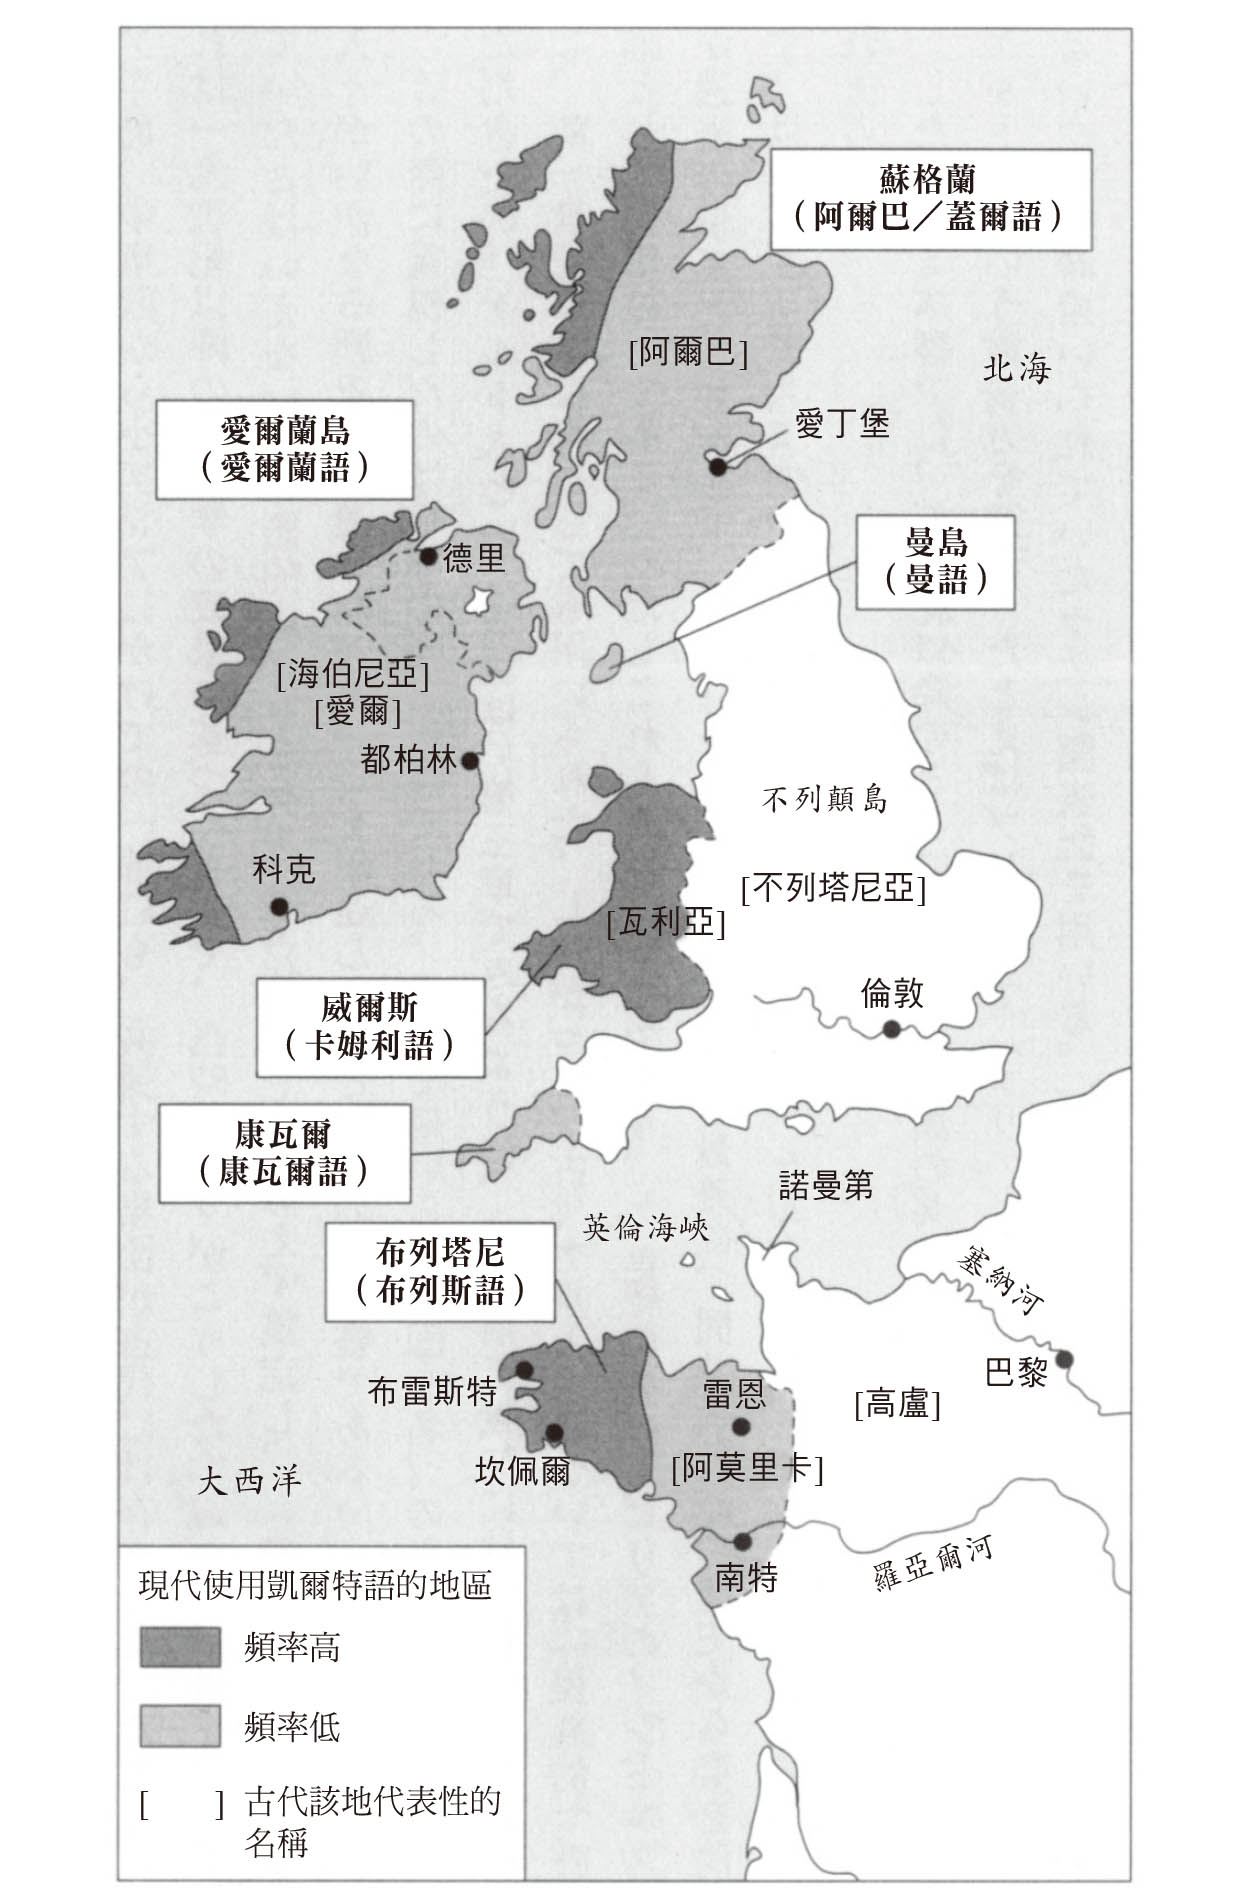 蘇格蘭
（阿爾巴／蓋爾語）
[阿爾巴]
北海
愛丁堡
愛爾蘭島
（愛爾蘭語）
曼島
（曼語）
德里
[海伯尼亞]
[愛爾]
都柏林
不列顛島
科克
[不列塔尼亞]
[瓦利亞]
倫敦
威爾斯
（卡姆利語）
康瓦爾
（康瓦爾語）
諾曼第
英倫海峽
布列塔尼
（布列斯語）
塞納河
巴黎
布雷斯特
雷恩
[高盧]
坎佩爾
[阿莫里卡]
大西洋
羅亞爾河
南特
現代使用凱爾特語的地區
頻率高
頻率低
[　　] 古代該地代表性的
名稱